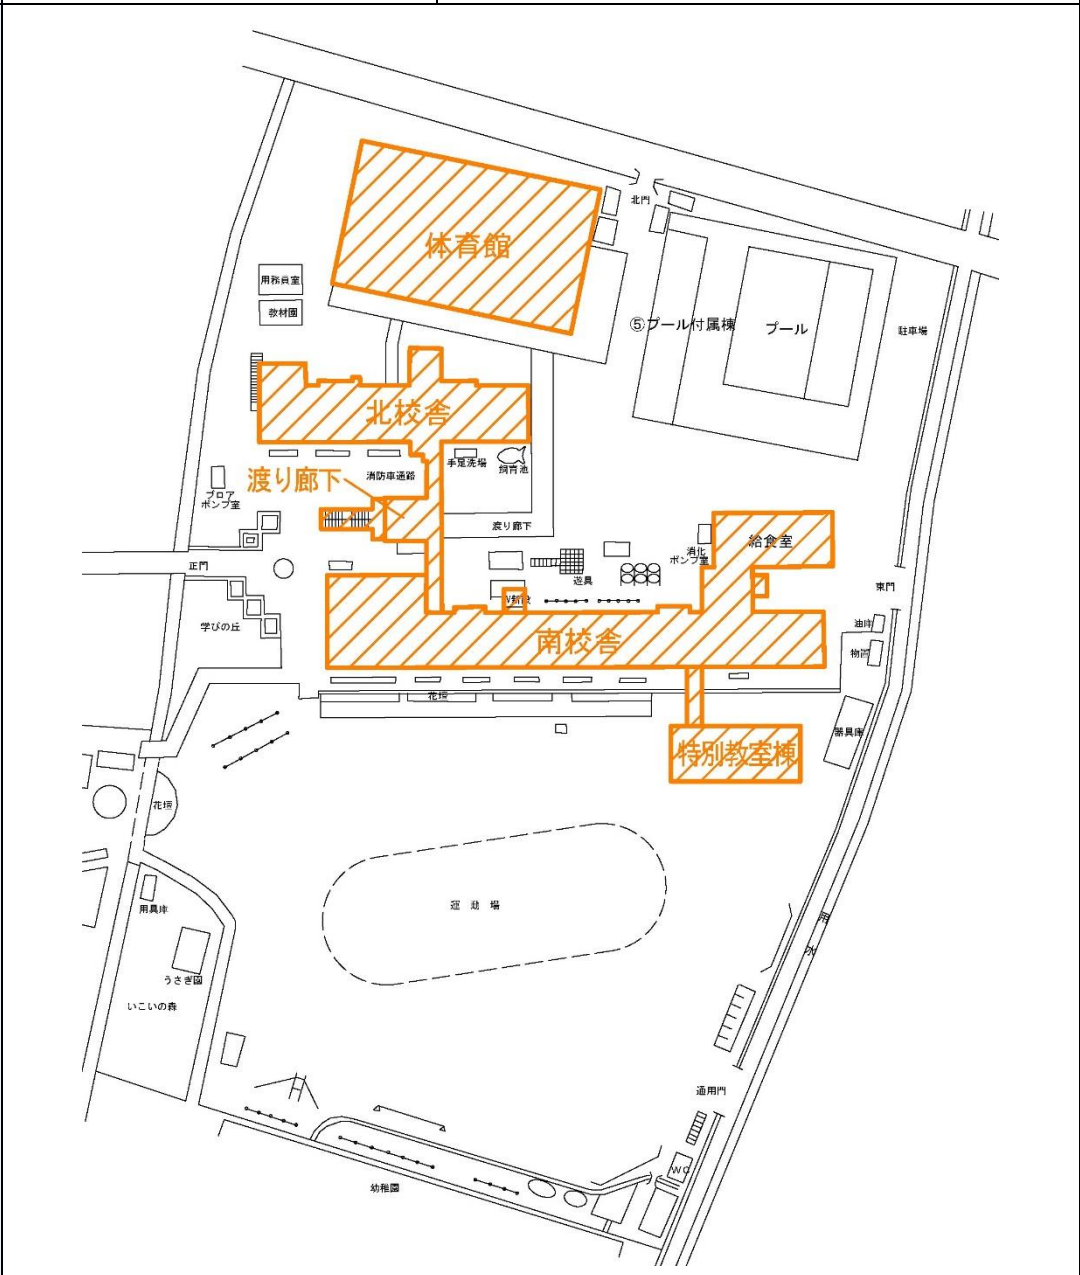 北門
体育館
用務員室
教材園
⑤プール付属棟
プール
駐車場
北校舎
手足洗場
飼育池
消防車通路
渡り廊下
ブロア
ポンプ室
渡り廊下
正門
消化
ポンプ室
給食室
遊具
東門
学びの丘
南校舎
油庫
物置
花壇
器具庫
特別教室棟
花壇
運動場
用具庫
用水
うさぎ園
いこいの森
通用門
WC
幼稚園